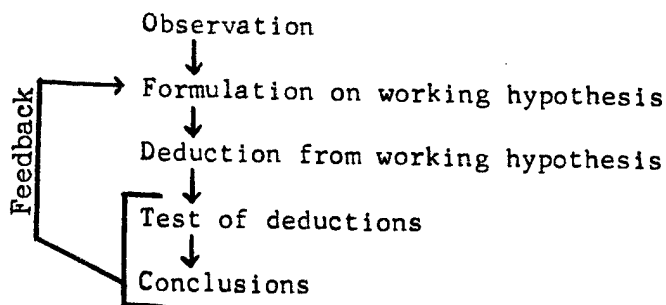 Observation
Formulation on working hypothesis
Deduction from working hypothesis
Test of deductions
Conclusions
Feedback